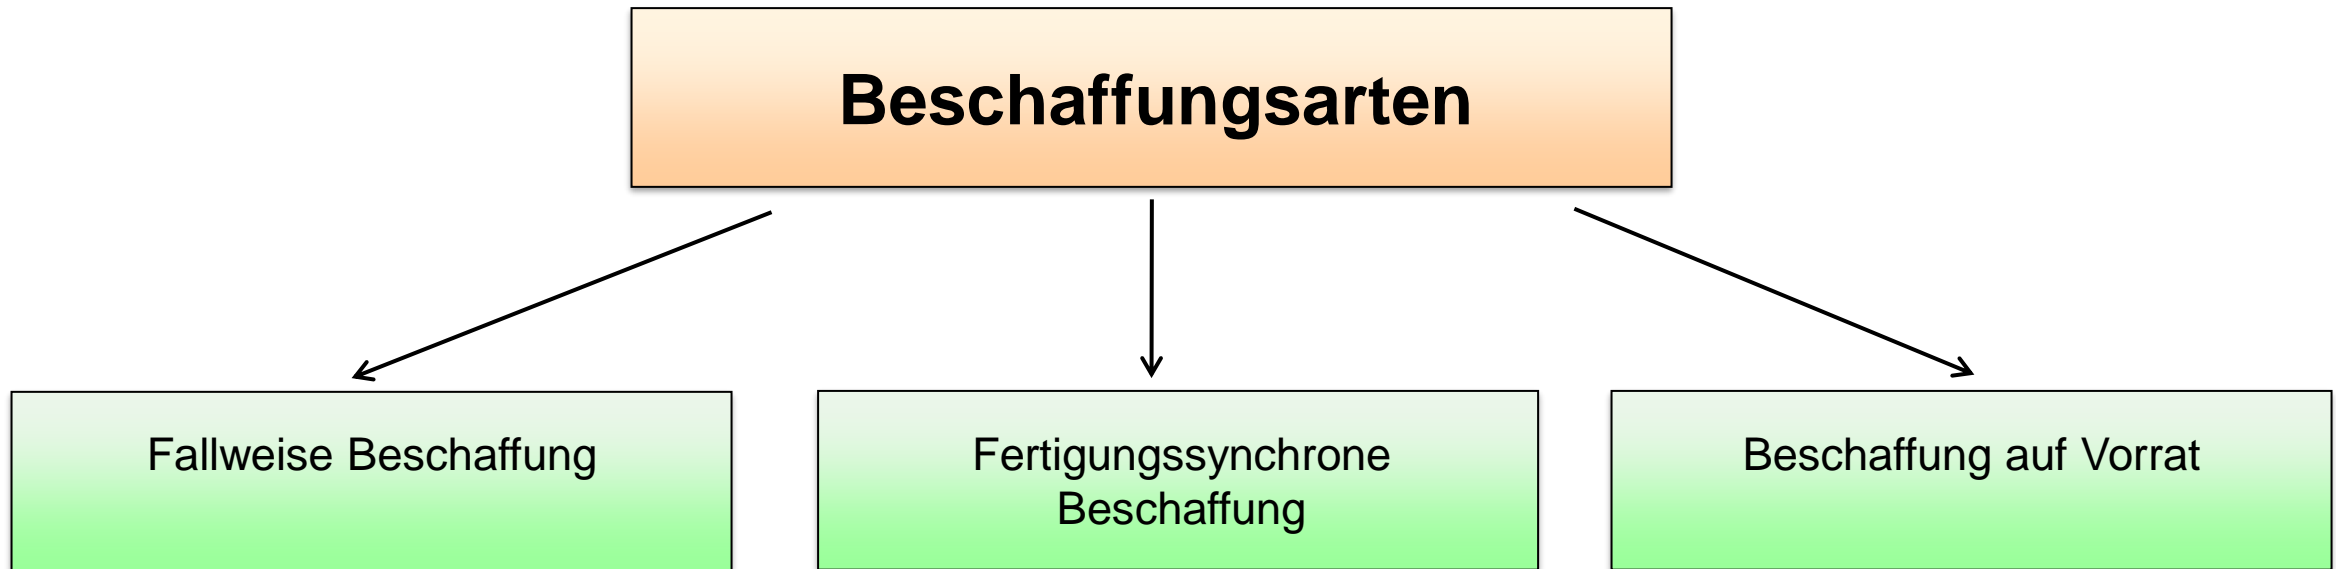 Beschaffungsarten
Fallweise Beschaffung
Fertigungssynchrone
Beschaffung
Beschaffung auf Vorrat